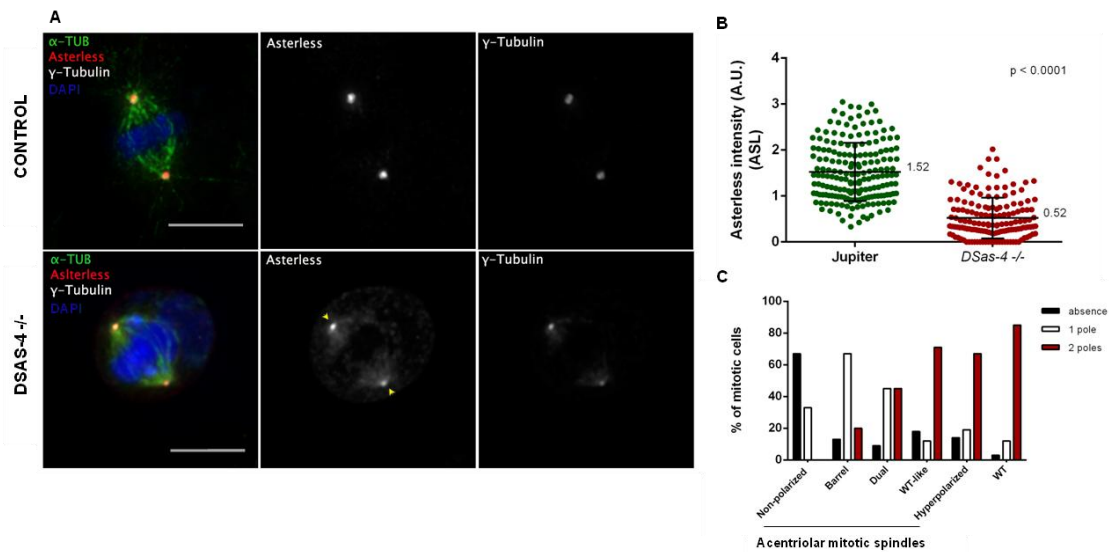 A
CONTROL
α-TUB
Asterless
γ-Tubulin
DAPI
Asterless
γ-Tubulin
DSAS-4 -/-
α-TUB
Aslterless
γ-Tubulin
DAPI
Asterless
γ-Tubulin
B
Asterless intensity (A.U.)
(ASL)
4
3
2
1
0
p < 0.0001
1.52
0.52
Jupiter
DSas-4 -/-
C
% of mitotic cells
100
80
60
40
20
0
absence
1 pole
2 poles
Non-polarized
Barrel
Dual
WT-like
Hyperpolarized
WT
Acentriolar mitotic spindles